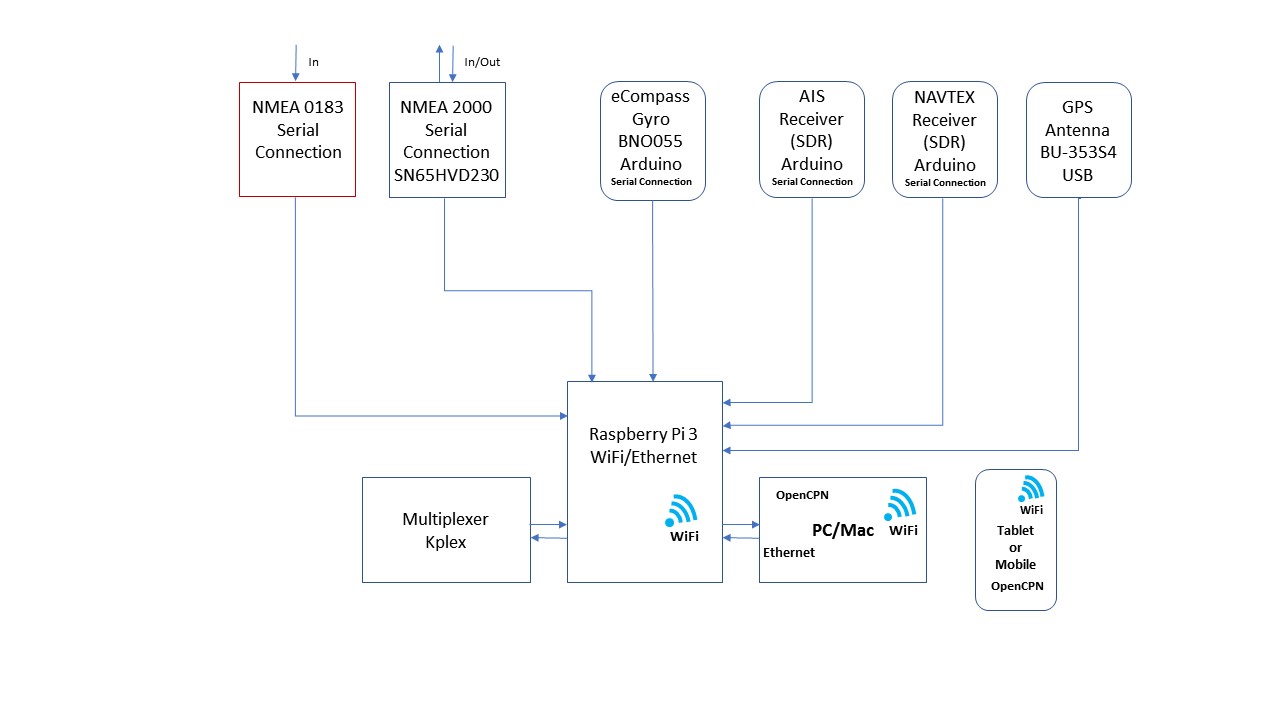 In
In/Out
NMEA 0183
Serial
Connection
NMEA 2000
Serial
Connection
SN65HVD230
eCompass
Gyro
BNO055
Arduino
Serial Connection
AIS
Receiver
(SDR)
Arduino
Serial Connection
NAVTEX
Receiver
(SDR)
Arduino
Serial Connection
GPS
Antenna
BU-353S4
USB
Raspberry Pi 3
WiFi/Ethernet
WiFi
Multiplexer
Kplex
OpenCPN
PC/Mac
WiFi
Ethernet
WiFi
Tablet
or
Mobile
OpenCPN